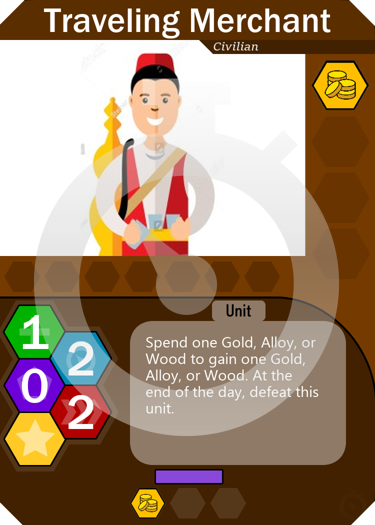 Traveling Merchant
Civilian
Unit
1
2
0
2
Spend one Gold, Alloy, or
Wood to gain one Gold,
Alloy, or Wood. At the
end of the day, defeat this
unit.